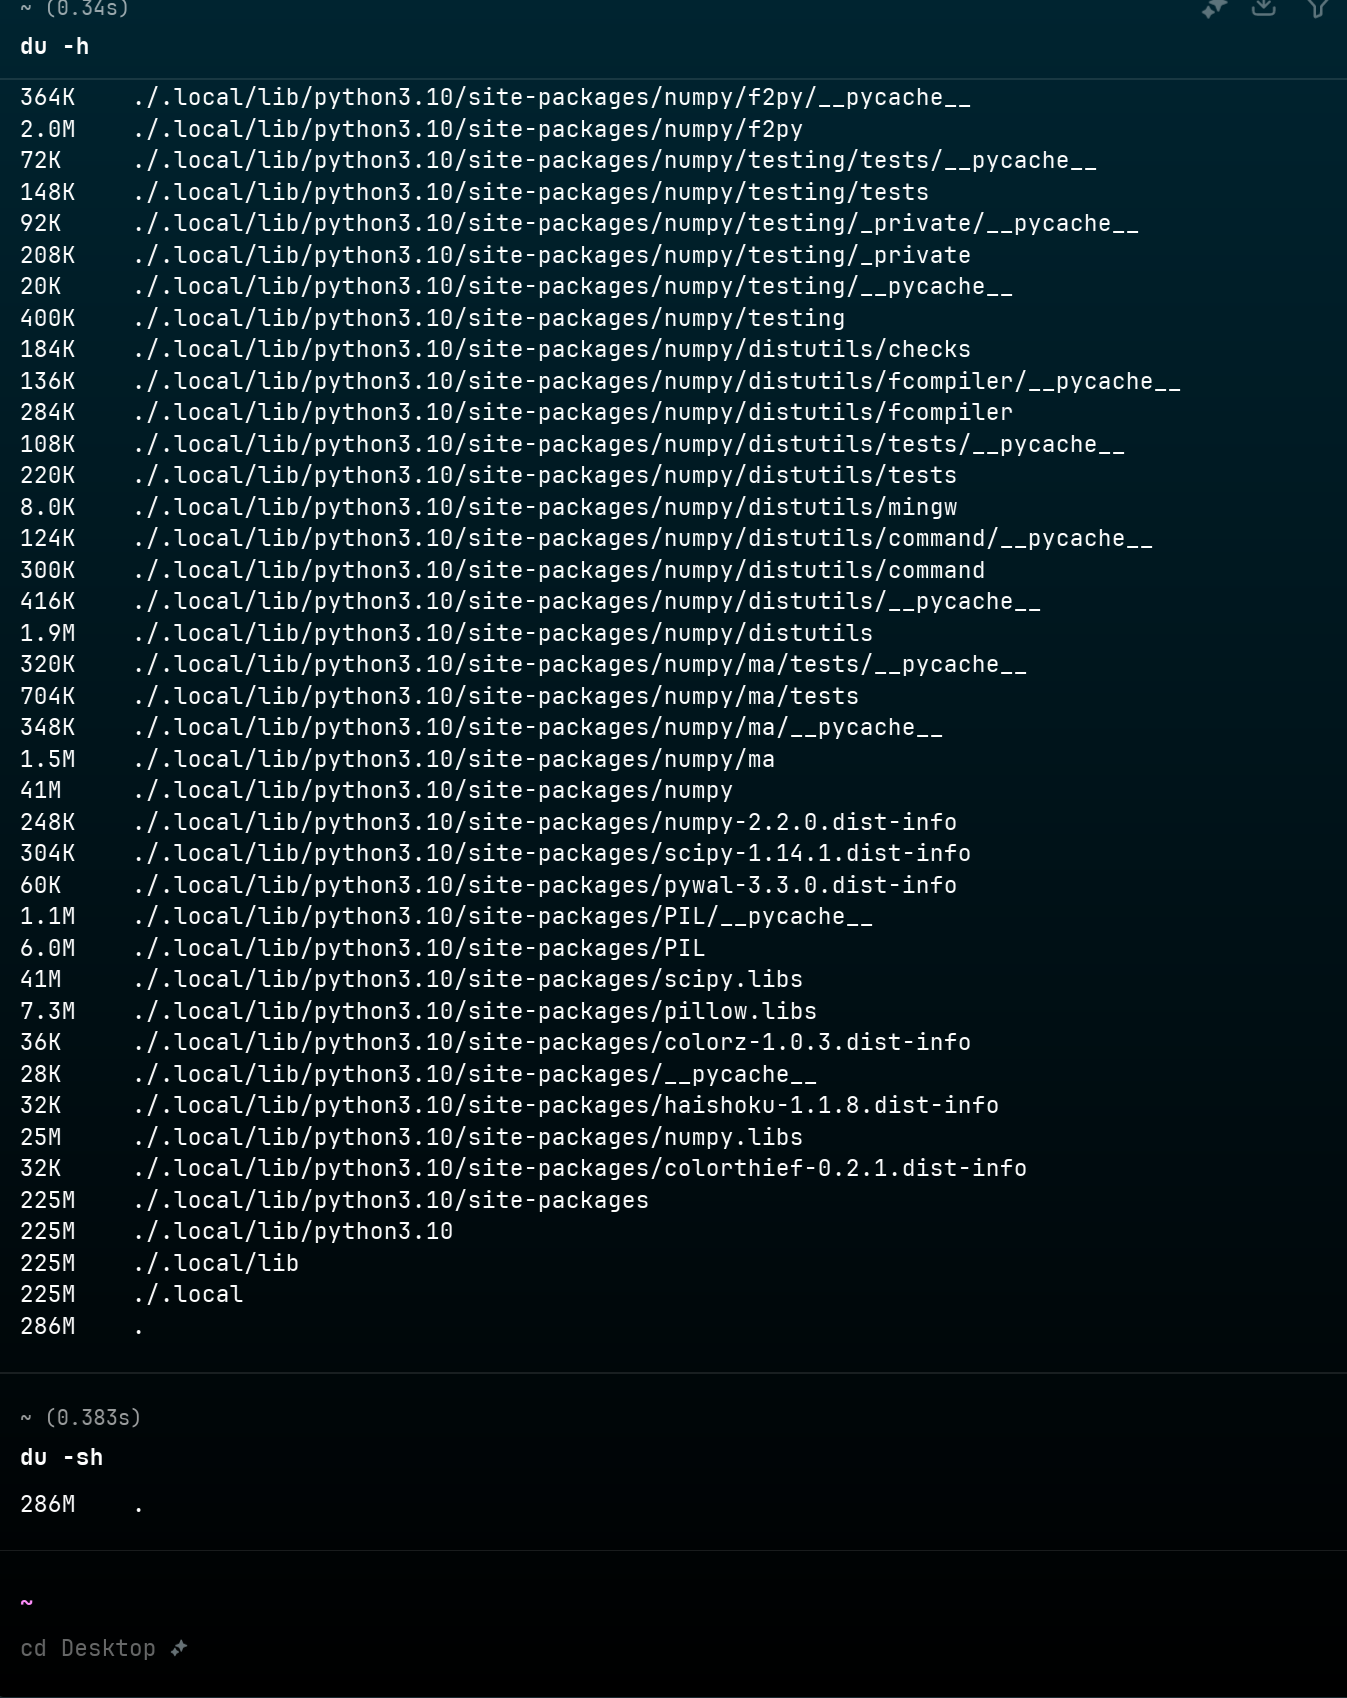 ~ (0.34s)
du -h
364K ./.local/lib/python3.10/site-packages/numpy/f2py/__pycache__
2.0M ./.local/lib/python3.10/site-packages/numpy/f2py
72K ./.local/lib/python3.10/site-packages/numpy/testing/tests/__pycache__
148K ./.local/lib/python3.10/site-packages/numpy/testing/tests
92K ./.local/lib/python3.10/site-packages/numpy/testing/_private/__pycache__
208K ./.local/lib/python3.10/site-packages/numpy/testing/_private
20K ./.local/lib/python3.10/site-packages/numpy/testing/__pycache__
400K ./.local/lib/python3.10/site-packages/numpy/testing
184K ./.local/lib/python3.10/site-packages/numpy/distutils/checks
136K ./.local/lib/python3.10/site-packages/numpy/distutils/fcompiler/__pycache__
284K ./.local/lib/python3.10/site-packages/numpy/distutils/fcompiler
108K ./.local/lib/python3.10/site-packages/numpy/distutils/tests/__pycache__
220K ./.local/lib/python3.10/site-packages/numpy/distutils/tests
8.0K ./.local/lib/python3.10/site-packages/numpy/distutils/mingw
124K ./.local/lib/python3.10/site-packages/numpy/distutils/command/__pycache__
300K ./.local/lib/python3.10/site-packages/numpy/distutils/command
416K ./.local/lib/python3.10/site-packages/numpy/distutils/__pycache__
1.9M ./.local/lib/python3.10/site-packages/numpy/distutils
320K ./.local/lib/python3.10/site-packages/numpy/ma/tests/__pycache__
704K ./.local/lib/python3.10/site-packages/numpy/ma/tests
348K ./.local/lib/python3.10/site-packages/numpy/ma/__pycache__
1.5M ./.local/lib/python3.10/site-packages/numpy/ma
41M ./.local/lib/python3.10/site-packages/numpy
248K ./.local/lib/python3.10/site-packages/numpy-2.2.0.dist-info
304K ./.local/lib/python3.10/site-packages/scipy-1.14.1.dist-info
60K ./.local/lib/python3.10/site-packages/pywal-3.3.0.dist-info
1.1M ./.local/lib/python3.10/site-packages/PIL/__pycache__
6.0M ./.local/lib/python3.10/site-packages/PIL
41M ./.local/lib/python3.10/site-packages/scipy.libs
7.3M ./.local/lib/python3.10/site-packages/pillow.libs
36K ./.local/lib/python3.10/site-packages/colorz-1.0.3.dist-info
28K ./.local/lib/python3.10/site-packages/__pycache__
32K ./.local/lib/python3.10/site-packages/haishoku-1.1.8.dist-info
25M ./.local/lib/python3.10/site-packages/numpy.libs
32K ./.local/lib/python3.10/site-packages/colorthief-0.2.1.dist-info
225M ./.local/lib/python3.10/site-packages
225M ./.local/lib/python3.10
225M ./.local/lib
225M ./.local
286M .
~ (0.383s)
du -sh
286M .
~
cd Desktop